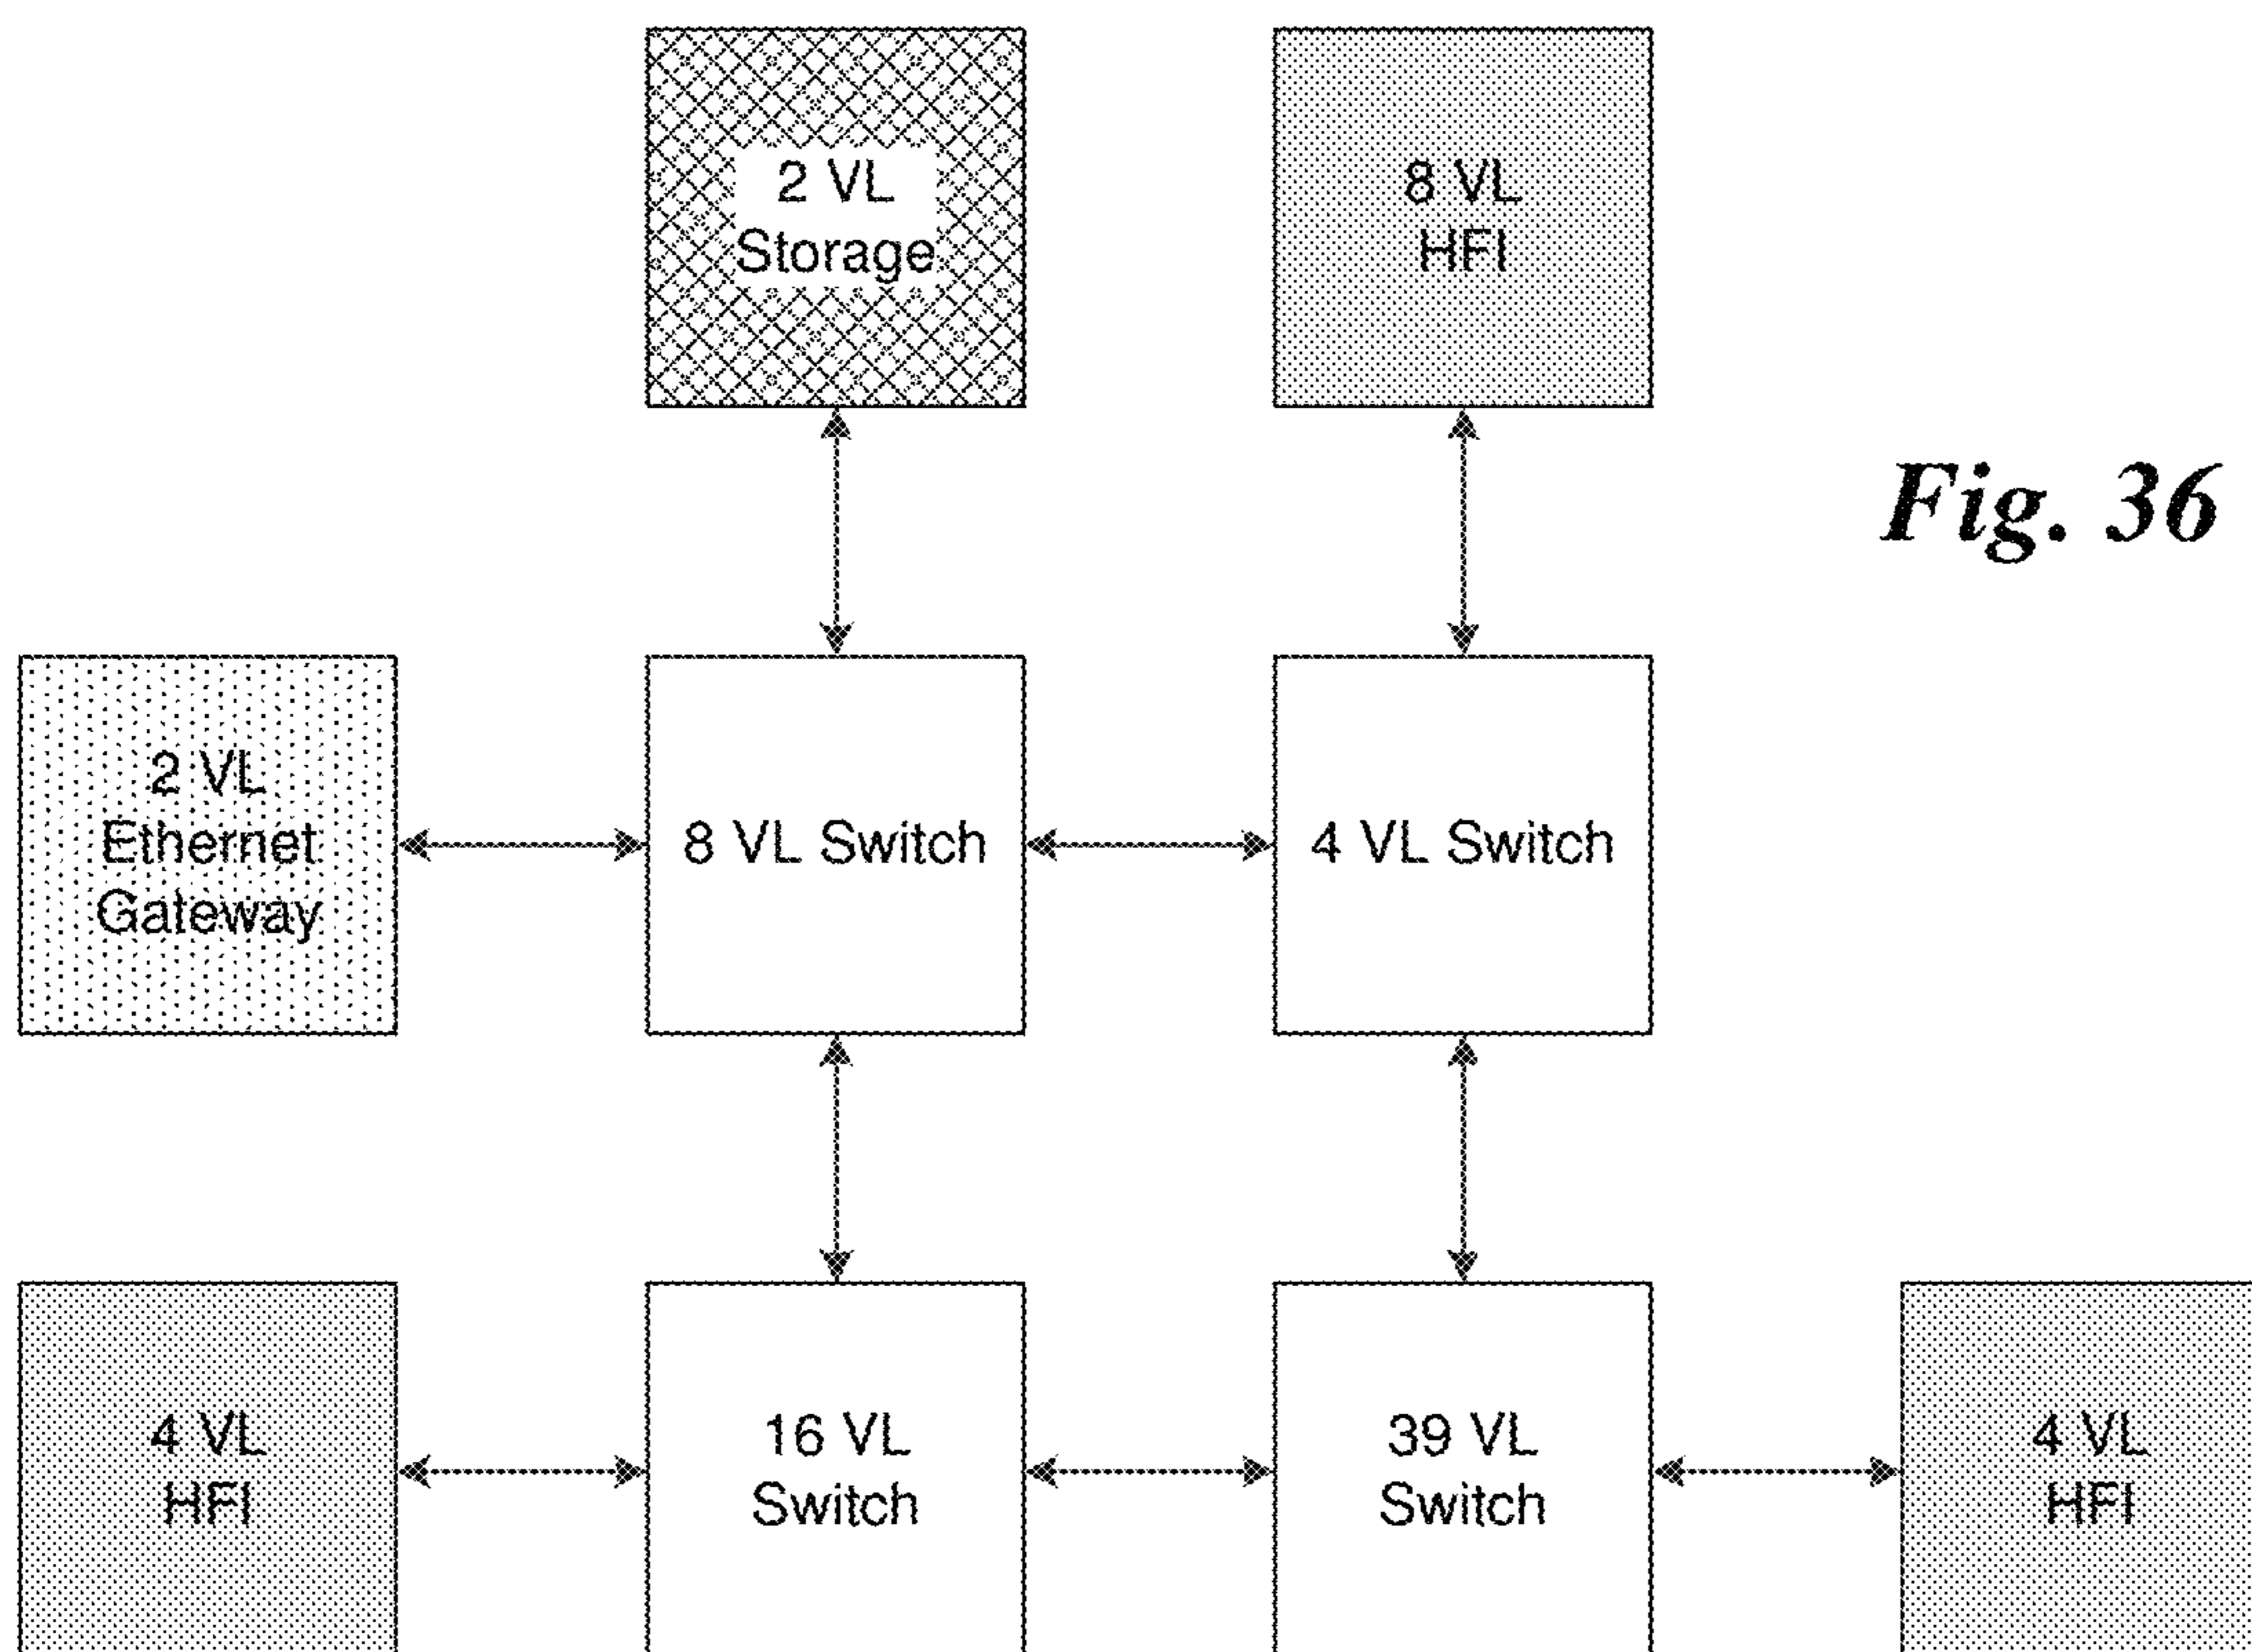 2 VL
Storage
8 VL
HFI
Fig. 36
2 VL
Ethernet
Gateway
8 VL Switch
4 VL Switch
4 VL
HFI
16 VL
Switch
39 VL
Switch
4 VL
HFI